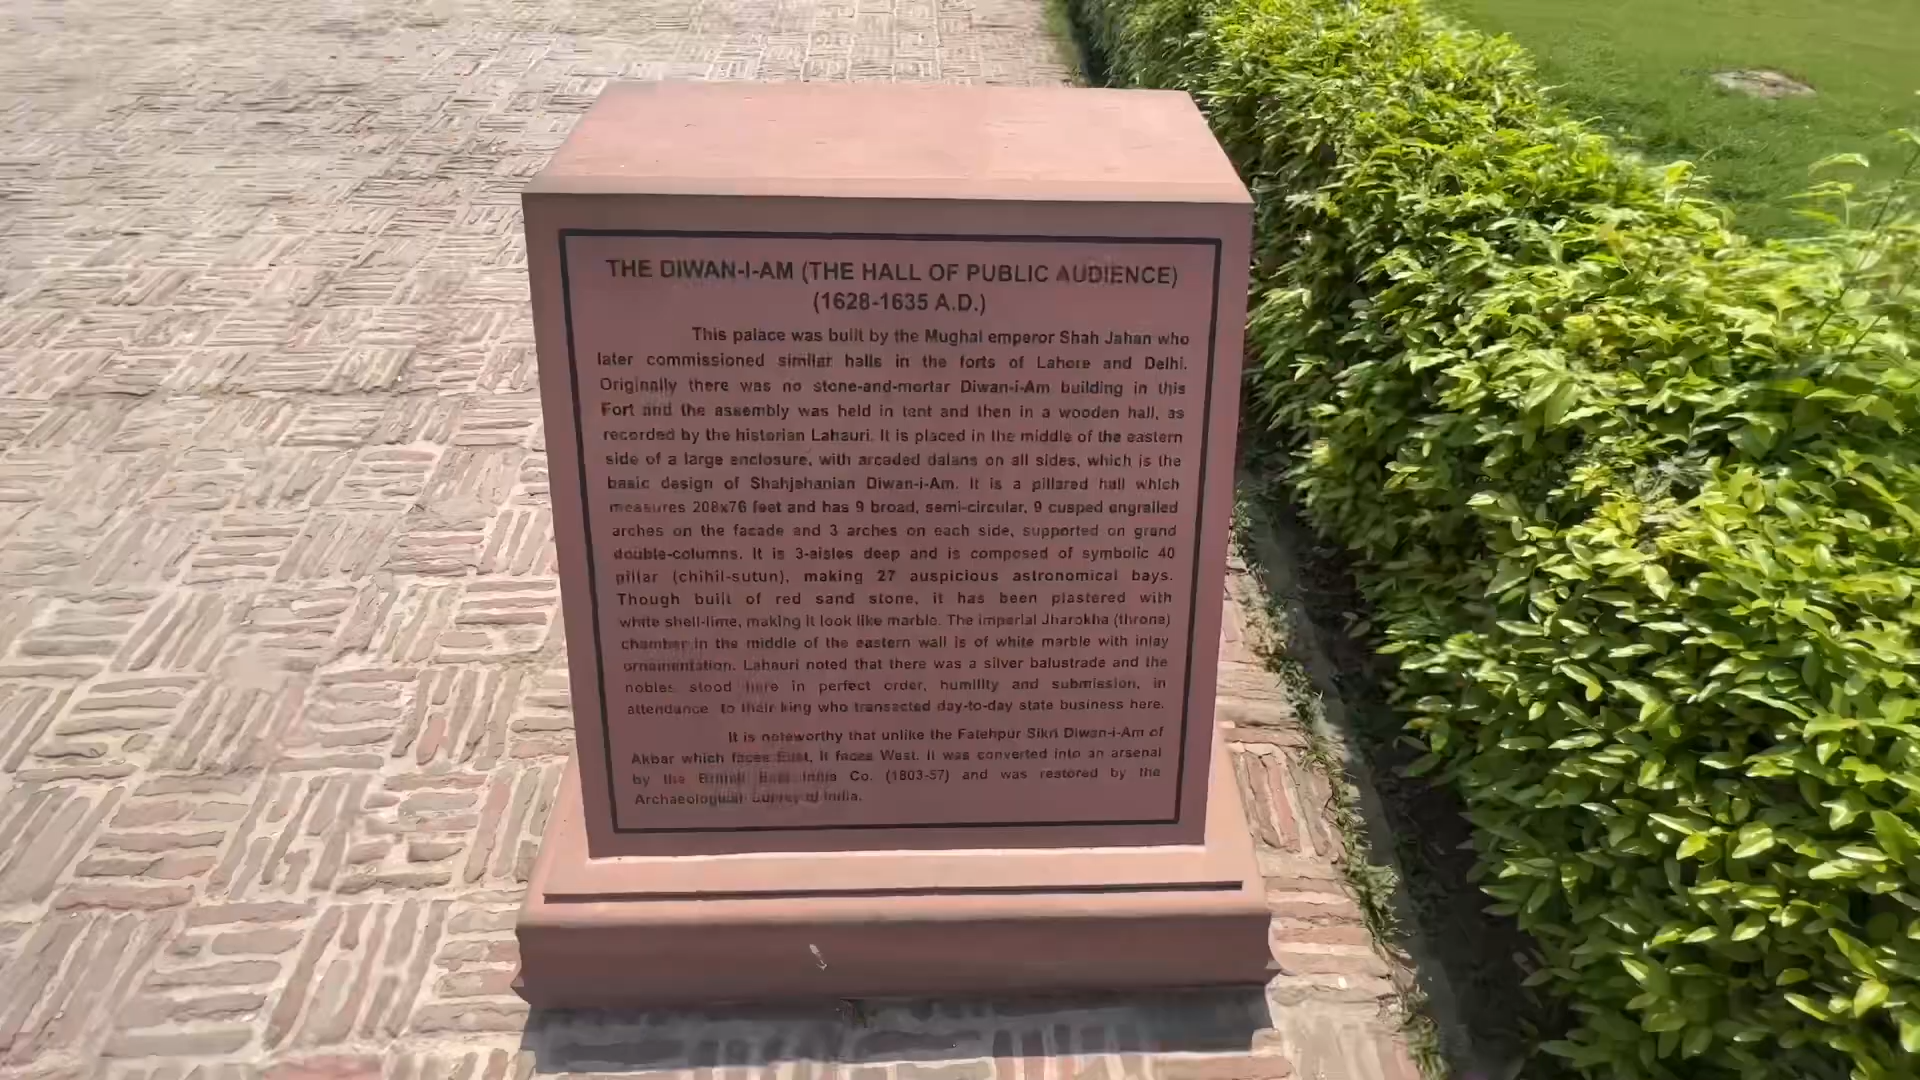 THE DIWAN-I-AM (THE HALL OF PUBLIC AUDIENCE)
(1628-1635 A.D.)
This palace was built by the Mughal emperor Shah Jahan who
later commissioned similar halls in the forts of Lahore and Delhi.
Originally there was no stone-and-mortar Diwan-i-Am building in this
Fort and the assembly was held in tent and then in a wooden hall, as
recorded by the historian Lahauri. It is placed in the middle of the eastern
side of a large enclosure, with arcaded dalans on all sides, which is the
basic design of Shahjahanian Diwan-i-Am. It is a pillared hall which
measures 208x76 feet and has 9 broad, semi-circular, 9 cusped engrailed
arches on the facade and 3 arches on each side, supported on grand
double-columns. It is 3-aisles deep and is composed of symbolic 40
pillar (chihil-sutun), making 27 auspicious astronomical bays.
Though built of red sand stone, it has been plastered with
white shell-lime, making it look like marble. The imperial Jharokha (throne)
chamber in the middle of the eastern wall is of white marble with inlay
ornamentation. Lahauri noted that there was a silver balustrade and the
nobles stood here in perfect order, humility and submission, in
attendance to their king who transacted day-to-day state business here.
It is noteworthy that unlike the Fatehpur Sikri Diwan-i-Am of
Akbar which faces East, it faces West. It was converted into an arsenal
by the British East India Co. (1803-57) and was restored by the
Archaeological Survey of India.